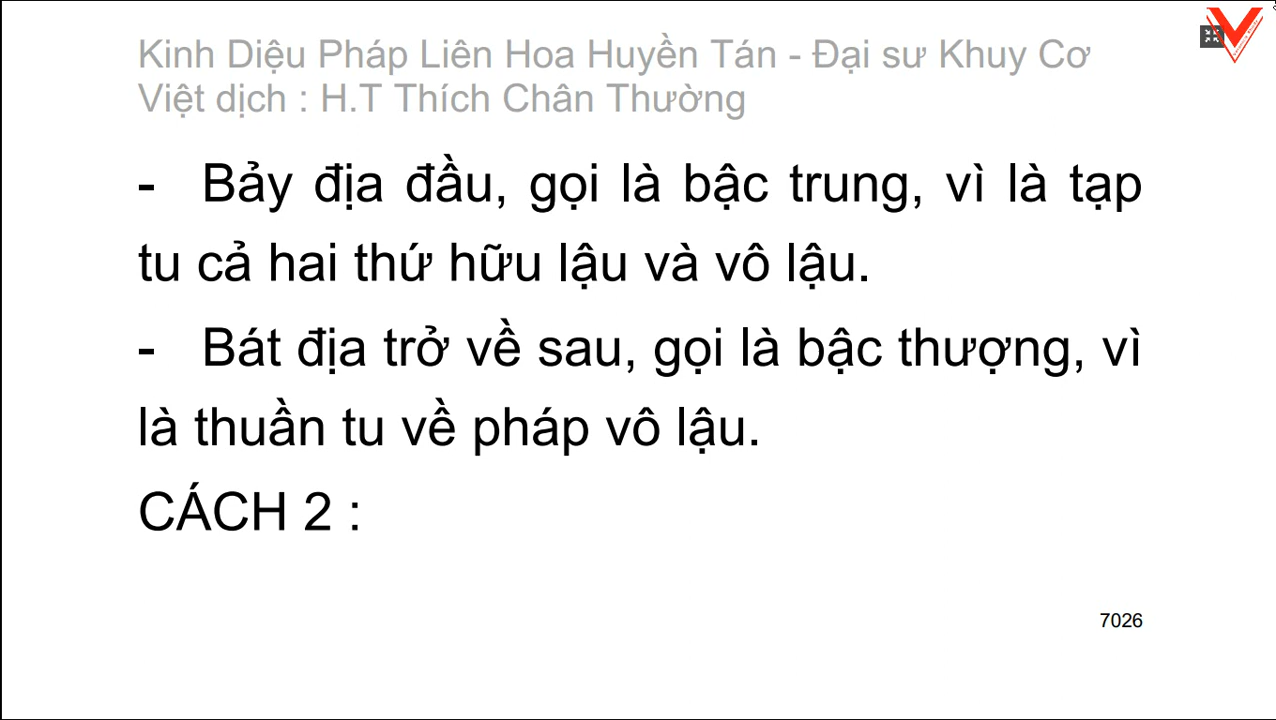 Kinh Diệu Pháp Liên Hoa Huyền Tán - Đại sư Khuy Cơ
Việt dịch : H.T Thích Chân Thường
- Bảy địa đầu, gọi là bậc trung, vì là tạp
tu cả hai thứ hữu lậu và vô lậu.
- Bát địa trở về sau, gọi là bậc thượng, vì
là thuần tu về pháp vô lậu.
CÁCH 2 :
7026